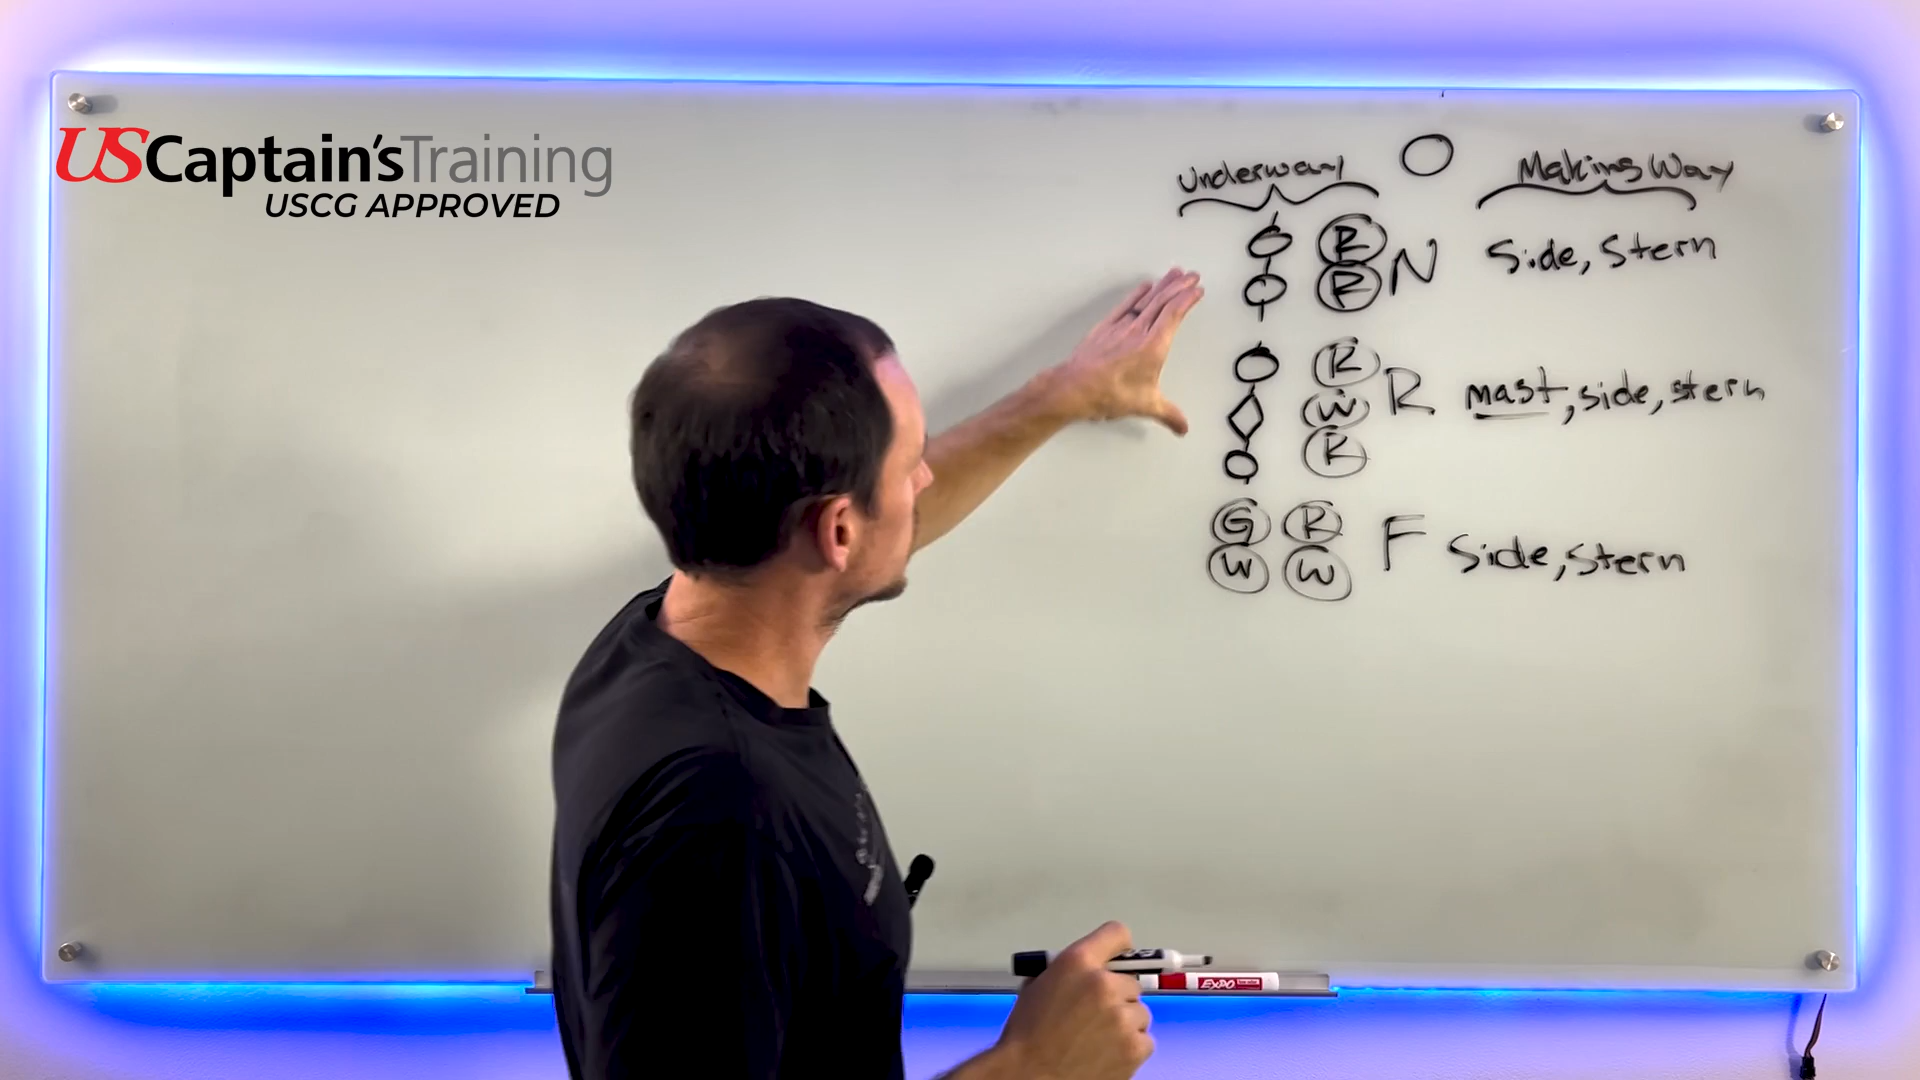 USCaptain'sTraining
USCG APPROVED
Underway Making Way
R
R N Side, Stern
R
W R mast, side, stern
R
G R F Side, Stern
W W
EXPO